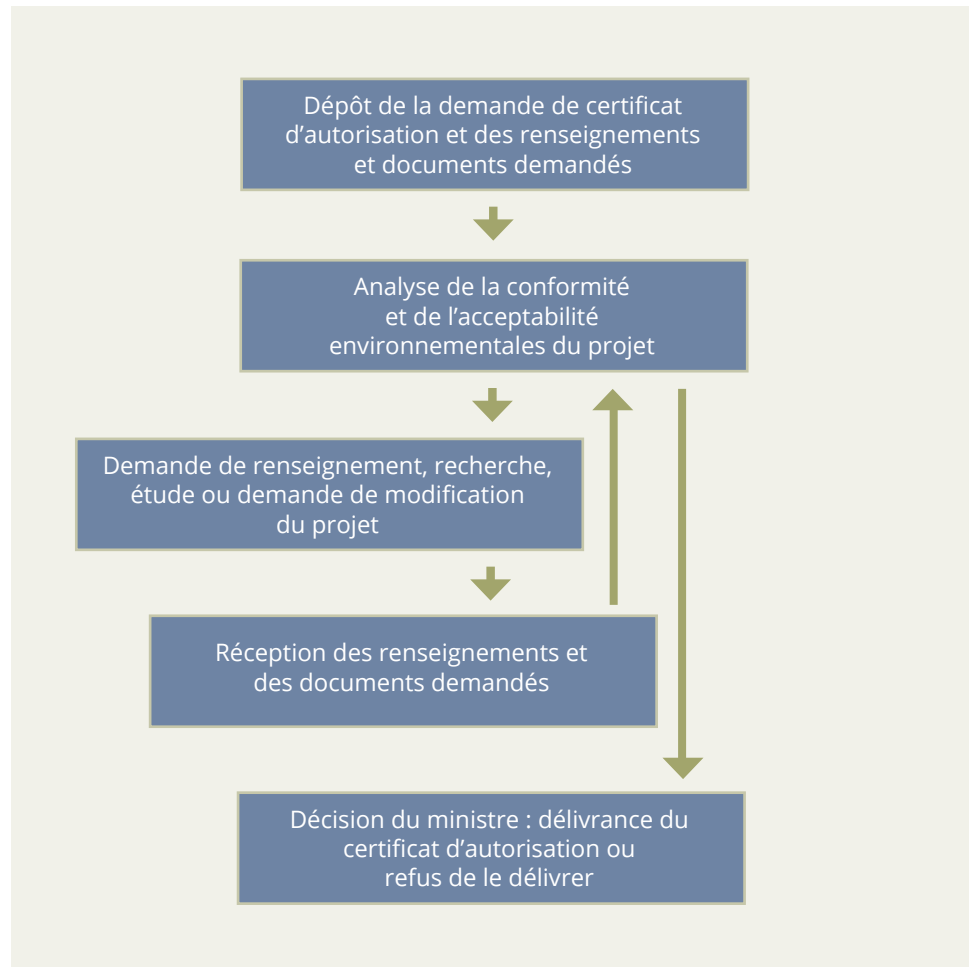 Dépôt de la demande de certificat
d’autorisation et des renseignements
et documents demandés
Analyse de la conformité
et de l’acceptabilité
environnementales du projet
Demande de renseignement, recherche,
étude ou demande de modification
du projet
Réception des renseignements et
des documents demandés
Décision du ministre : délivrance du
certificat d’autorisation ou
refus de le délivrer